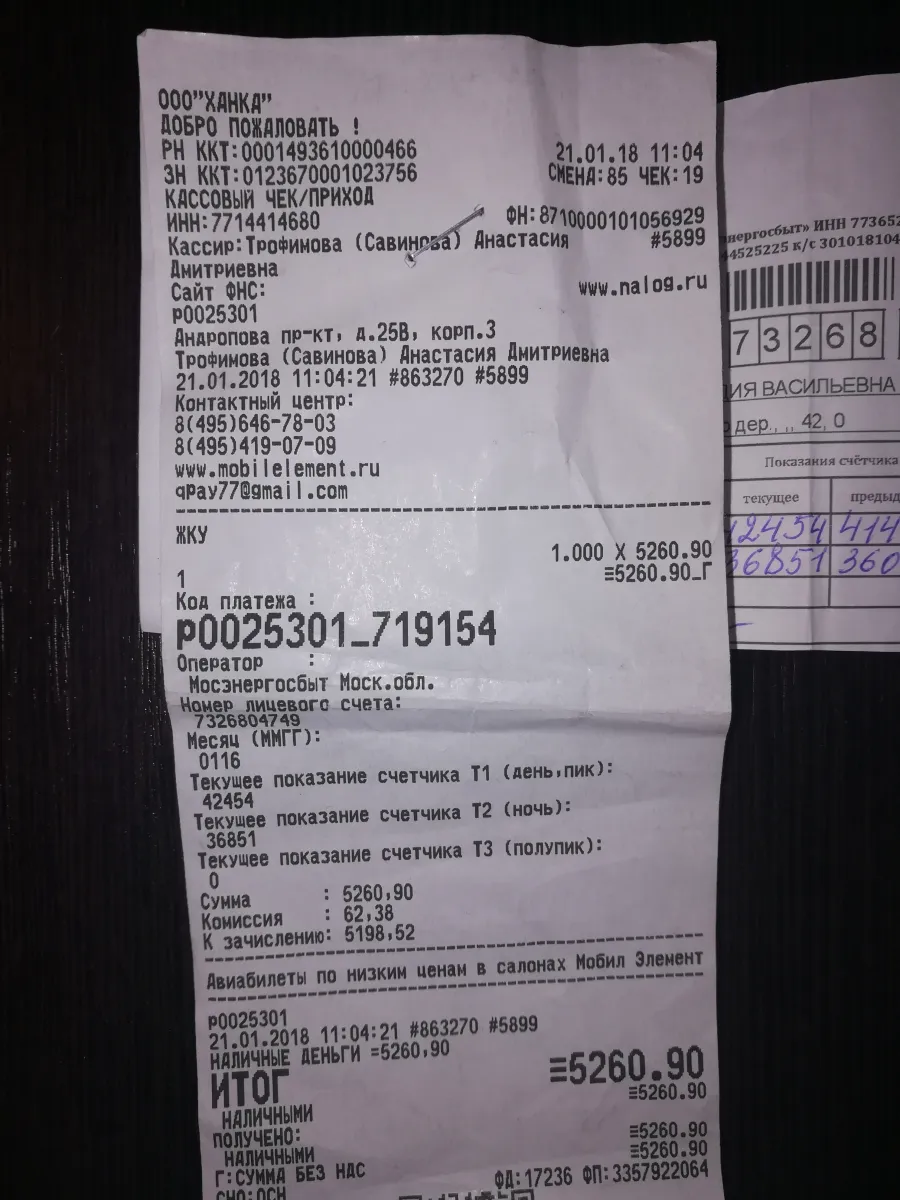 ООО"ХАНКА"
ДОБРО ПОЖАЛОВАТЬ !
РН ККТ:0001493610000466 21.01.18 11:04
ЗН ККТ:0123670001023756 СМЕНА:85 ЧЕК:19
КАССОВЫЙ ЧЕК/ПРИХОД
ИНН:7714414680 ФН:8710000101056929
Кассир:Трофимова (Савинова) Анастасия #5899
Дмитриевна
Сайт ФНС: www.nalog.ru
P0025301
Андропова пр-кт, д.25В, корп.3
Трофимова (Савинова) Анастасия Дмитриевна
21.01.2018 11:04:21 #863270 #5899
Контактный центр:
8(495)646-78-03
8(495)419-07-09
www.mobilelement.ru
qPay77@gmail.com
ЖКУ
1.000 X 5260.90
1 ≡5260.90_Г
Код платежа :
P0025301_719154
Оператор :
Мосэнергосбыт Моск.обл.
Номер лицевого счета:
7326804749
Месяц (ММГГ):
0116
Текущее показание счетчика Т1 (день,пик):
42454
Текущее показание счетчика Т2 (ночь):
36851
Текущее показание счетчика Т3 (полупик):
0
Сумма : 5260,90
Комиссия : 62,38
К зачислению: 5198,52
Авиабилеты по низким ценам в салонах Мобил Элемент
P0025301
21.01.2018 11:04:21 #863270 #5899
НАЛИЧНЫЕ ДЕНЬГИ =5260,90
ИТОГ ≡5260.90
НАЛИЧНЫМИ ≡5260.90
ПОЛУЧЕНО:
НАЛИЧНЫМИ ≡5260.90
Г:СУММА БЕЗ НДС ≡5260.90
СНО:ОСН ФД:17236 ФП:3357922064
нергосбыт» ИНН 773652
44525225 к/с 301018104
73268
ИЯ ВАСИЛЬЕВНА
дер., ,, 42, 0
Показания счётчика
текущее предыд
42454 414
36851 360